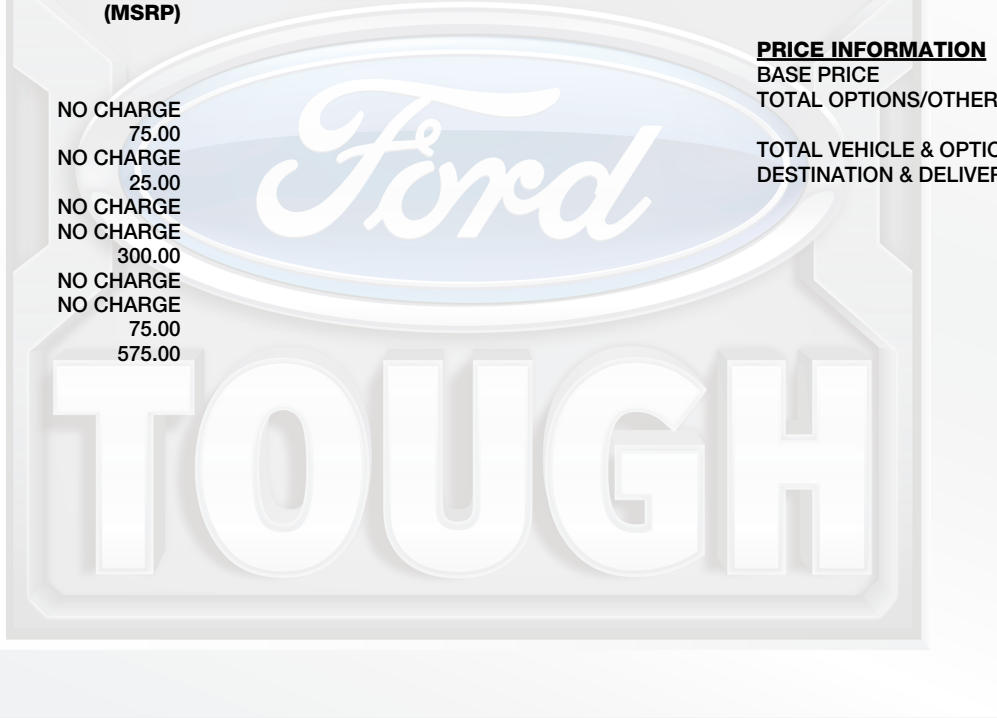 (MSRP)
NO CHARGE
75.00
NO CHARGE
25.00
NO CHARGE
NO CHARGE
300.00
NO CHARGE
NO CHARGE
75.00
575.00
PRICE INFORMATION
BASE PRICE
TOTAL OPTIONS/OTHER
TOTAL VEHICLE & OPTIO
DESTINATION & DELIVER
Ford
TOUGH